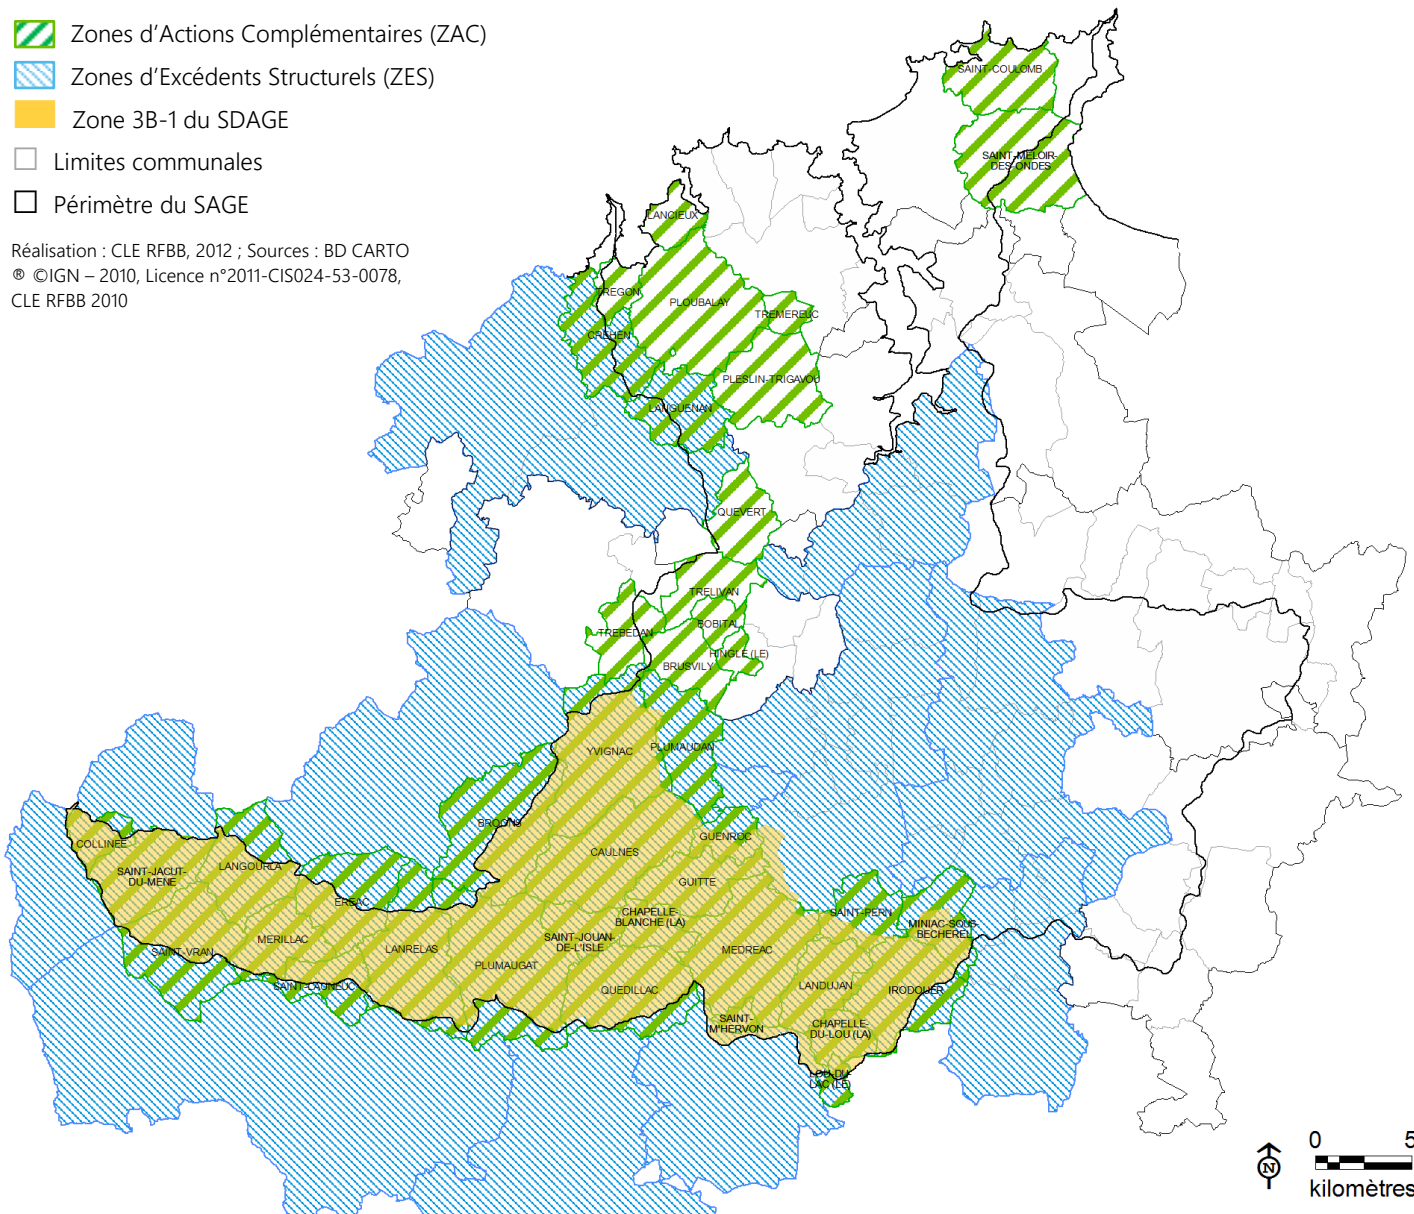 Zones d'Actions Complémentaires (ZAC)
Zones d'Excédents Structurels (ZES)
Zone 3B-1 du SDAGE
Limites communales
Périmètre du SAGE
Réalisation : CLE RFBB, 2012 ; Sources : BD CARTO
® ©IGN – 2010, Licence n°2011-CIS024-53-0078,
CLE RFBB 2010
SAINT-COULOMB
SAINT-MELOIR-
DES-ONDES
LANCIEUX
TREGON
PLOUBALAY
TREMEREUC
CREHEN
PLESLIN-TRIGAVOU
LANGUENAN
QUEVERT
TRELIVAN
BOBITAL
TREBEDAN
HINGLE (LE)
BRUSVILY
YVIGNAC
PLUMAUDAN
BROONS
GUENROC
COLLINEE
CAULNES
LANGOURLA
SAINT-JACUT-
DU-MENE
GUITTE
EREAC
CHAPELLE-
BLANCHE (LA)
SAINT-PERN
MINIAC-SOUS-
BECHEREL
MERILLAC
SAINT-JOUAN-
DE-L'ISLE
SAINT-VRAN
LANRELAS
MEDREAC
PLUMAUGAT
SAINT-LAUNEUC
QUEDILLAC
LANDUJAN
IRODOUER
SAINT-
M'HERVON
CHAPELLE-
DU-LOU (LA)
LOU-DU-
LAC (LE)
N
0 5
kilomètres